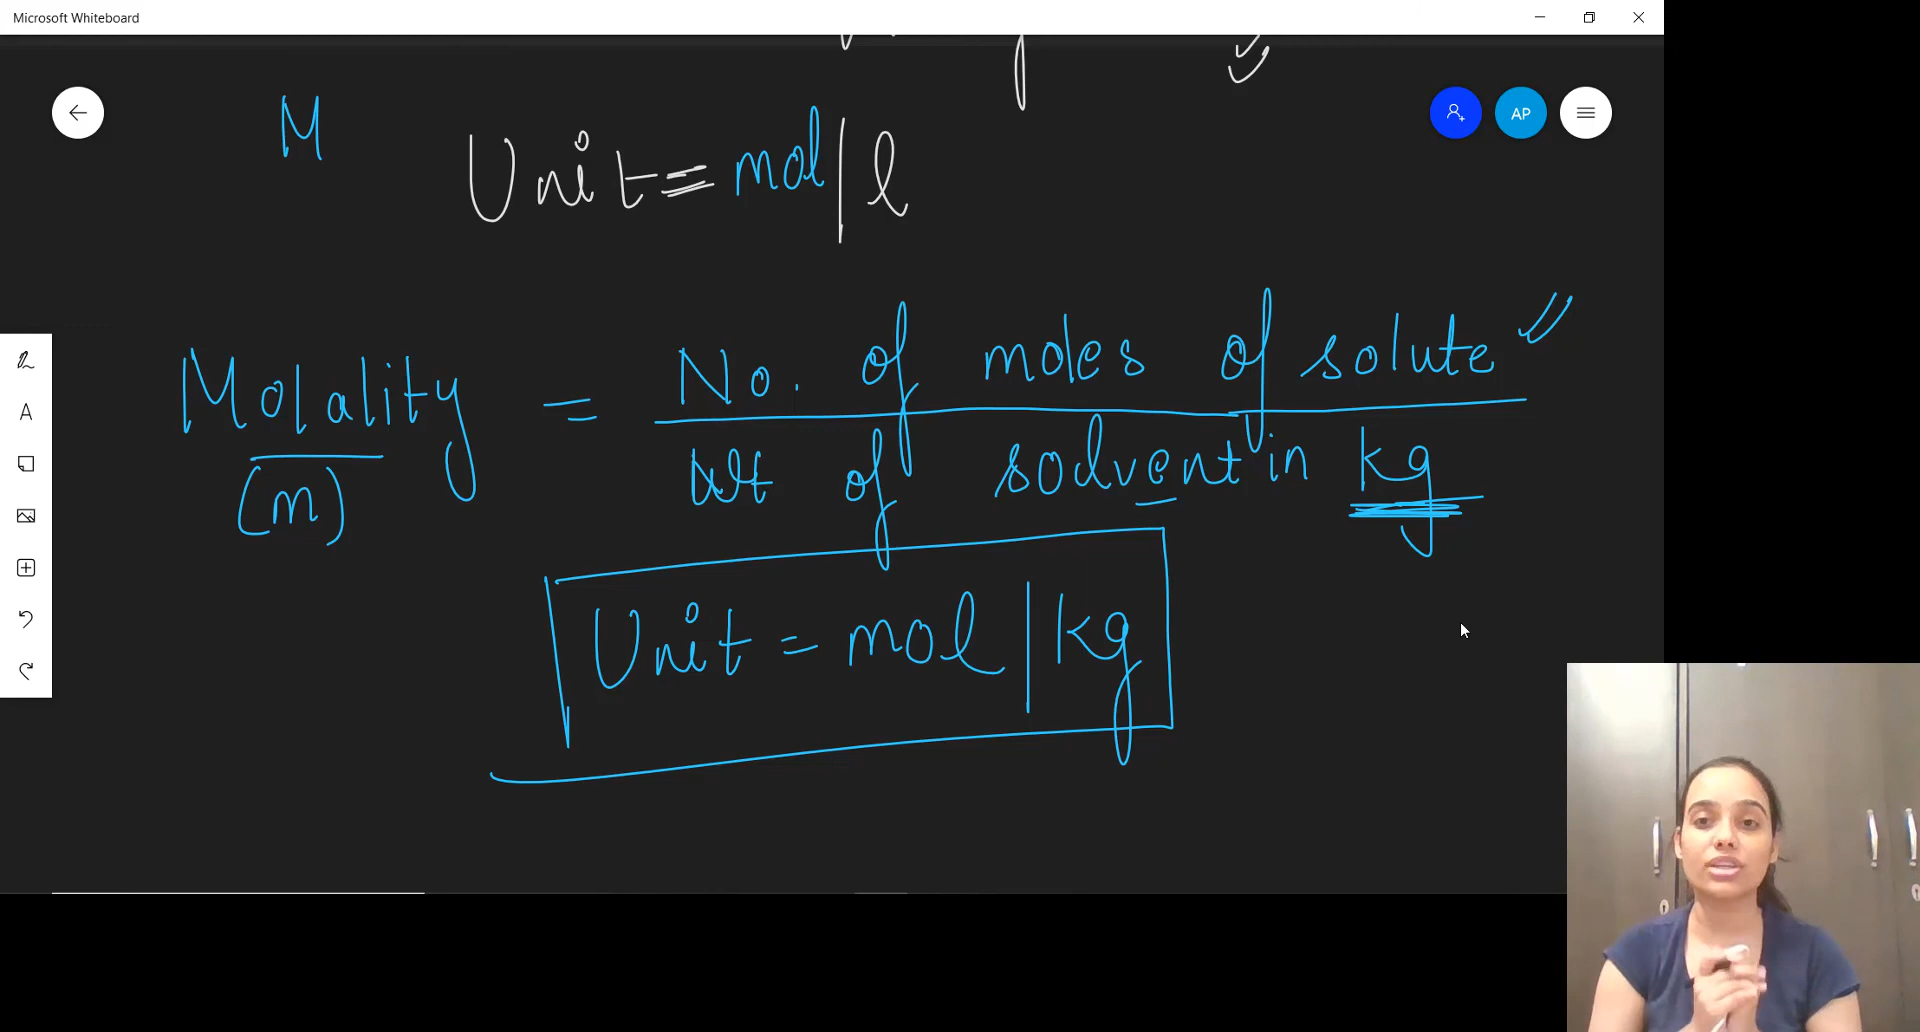 Microsoft Whiteboard
M
Unit = mol | l
AP
Molality = No. of moles of solute
(m)
Wt of solvent in kg
A
Unit = mol | kg